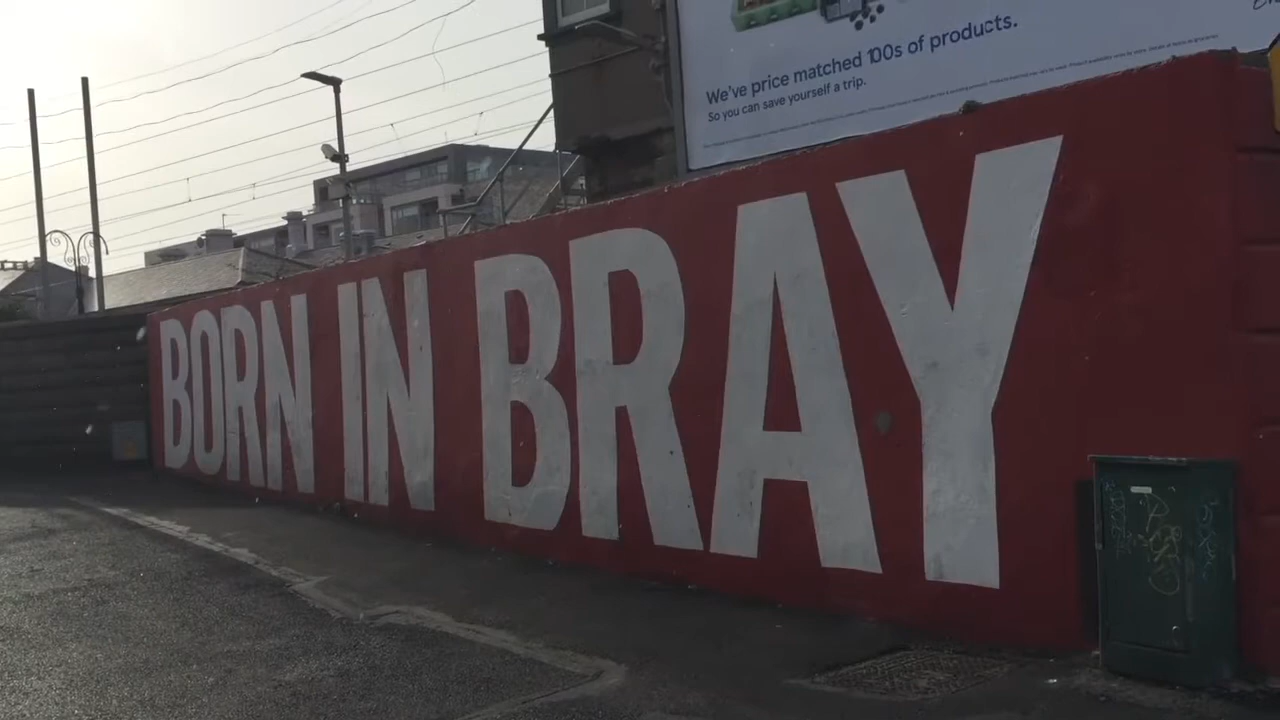 We've price matched 100s of products.
So you can save yourself a trip.
BORN IN BRAY